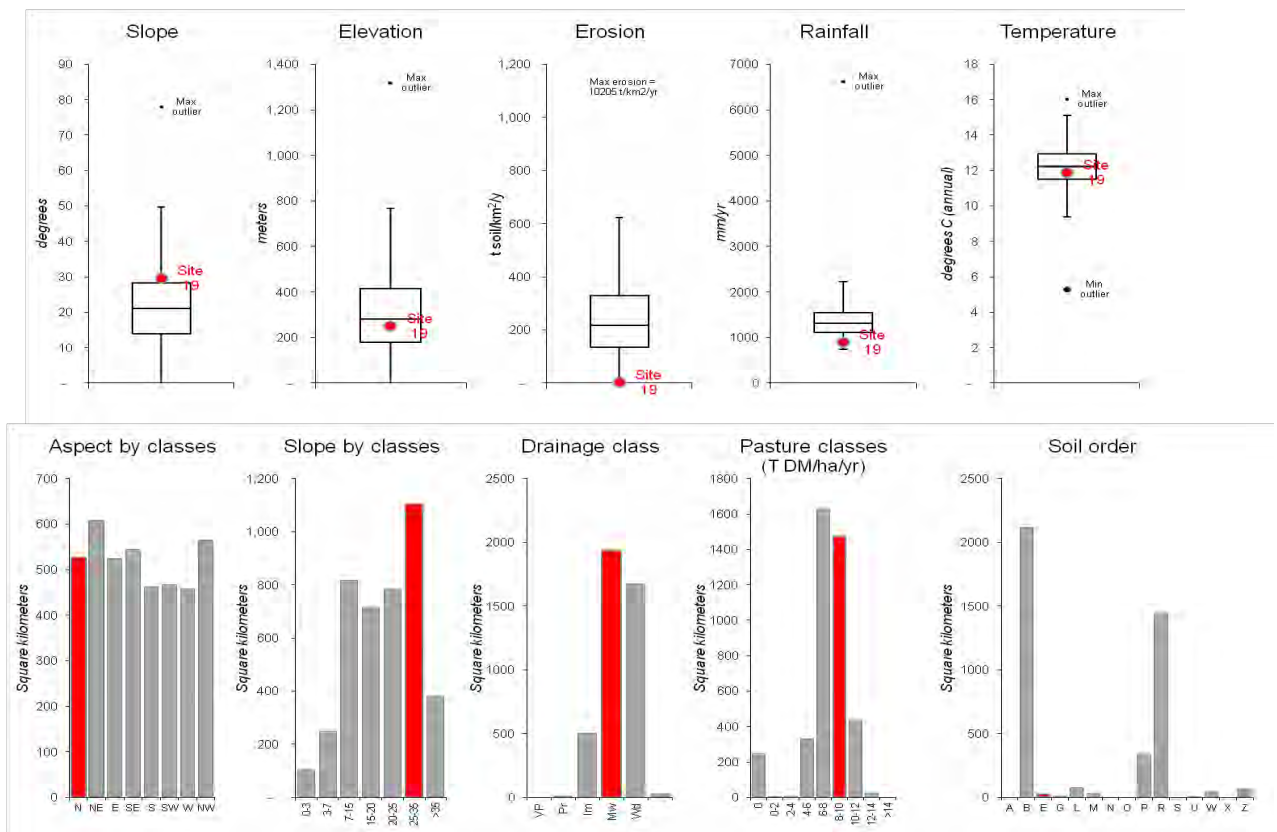 Slope
Elevation
Erosion
Rainfall
Temperature
90
80
70
60
50
40
30
20
10
–
degrees
Max
outlier
Site
19
1,400
1,200
1,000
800
600
400
200
–
meters
Max
outlier
Site
19
1,200
1,000
800
600
400
200
–
t soil/km²/y
Max erosion =
10205 t/km2/yr
Site
19
7000
6000
5000
4000
3000
2000
1000
0
mm/yr
Max
outlier
Site
19
18
16
14
12
10
8
6
4
2
–
degrees C (annual)
Max
outlier
Site
19
Min
outlier
Aspect by classes
Slope by classes
Drainage class
Pasture classes
(T DM/ha/yr)
Soil order
700
600
500
400
300
200
100
0
Square kilometers
N NE E SE S SW W NW
1,200
1,000
800
600
400
200
–
Square kilometers
0-3 3-7 7-15 15-20 20-25 25-35 >35
2500
2000
1500
1000
500
0
Square kilometers
VP Pr Im Mw Wd
1800
1600
1400
1200
1000
800
600
400
200
0
Square kilometers
0 0-2 2-4 4-6 6-8 8-10 10-12 12-14 >14
2500
2000
1500
1000
500
0
Square kilometers
A B E G L M N O P R S U W X Z